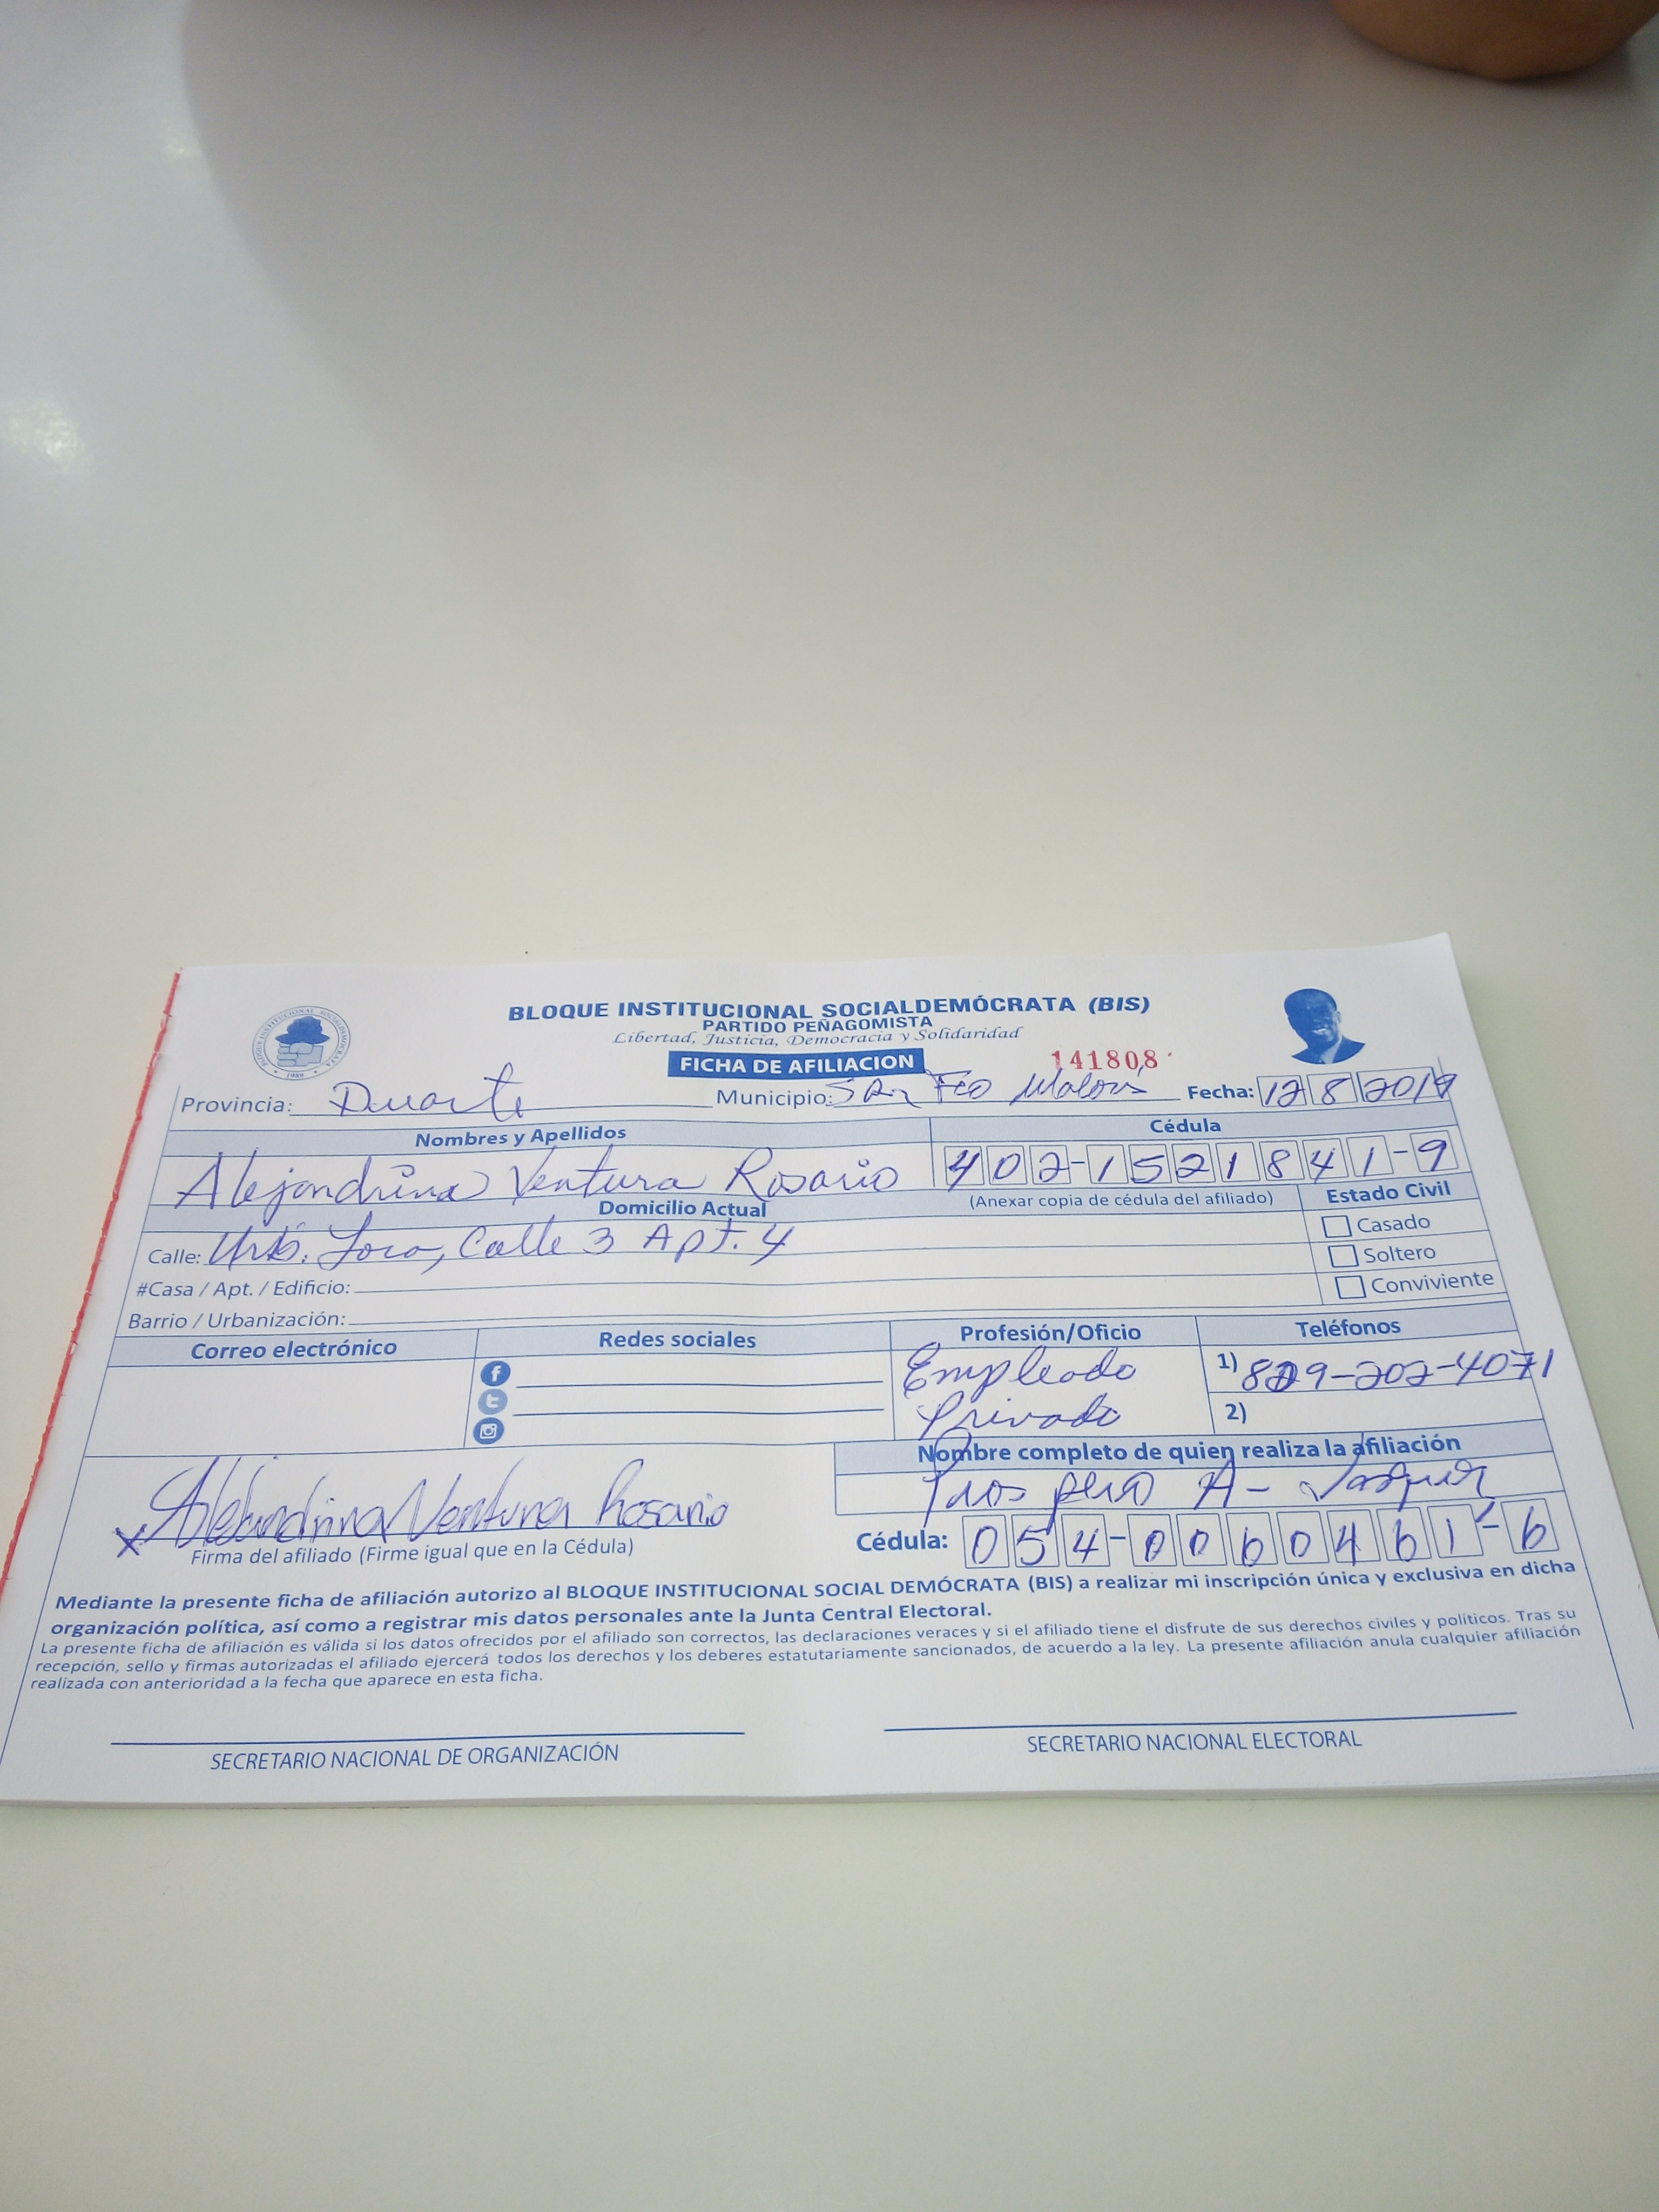 BLOQUE INSTITUCIONAL SOCIALDEMÓCRATA (BIS)
PARTIDO PEÑAGOMISTA
Libertad, Justicia, Democracia y Solidaridad
FICHA DE AFILIACION 141808
BLOQUE INSTITUCIONAL SOCIALDEMOCRATA
Provincia: Duarte Municipio: San Fco Macorís Fecha: 12 8 2019
Nombres y Apellidos Cédula
Alejandrina Ventura Rosario 402-1521841-9
Domicilio Actual (Anexar copia de cédula del afiliado) Estado Civil
Calle: Urb. Calle 3 Apt. 4 Casado
Soltero
#Casa / Apt. / Edificio: Conviviente
Barrio / Urbanización:
Correo electrónico Redes sociales Profesión/Oficio Teléfonos
Empleado 1) 829-202-4071
Privado 2)
Nombre completo de quien realiza la afiliación
Prospero A-
Alejandrina Ventura Rosario
Firma del afiliado (Firme igual que en la Cédula) Cédula: 054-0060461-6
Mediante la presente ficha de afiliación autorizo al BLOQUE INSTITUCIONAL SOCIAL DEMÓCRATA (BIS) a realizar mi inscripción única y exclusiva en dicha
organización política, así como a registrar mis datos personales ante la Junta Central Electoral.
La presente ficha de afiliación es válida si los datos ofrecidos por el afiliado son correctos, las declaraciones veraces y si el afiliado tiene el disfrute de sus derechos civiles y políticos. Tras su
recepción, sello y firmas autorizadas el afiliado ejercerá todos los derechos y los deberes estatutariamente sancionados, de acuerdo a la ley. La presente afiliación anula cualquier afiliación
realizada con anterioridad a la fecha que aparece en esta ficha.
SECRETARIO NACIONAL DE ORGANIZACIÓN SECRETARIO NACIONAL ELECTORAL